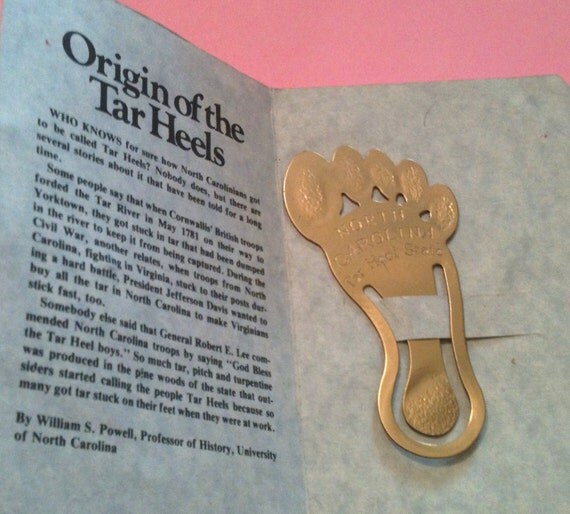 Origin of the
Tar Heels
WHO KNOWS for sure how North Carolinians got
to be called Tar Heels? Nobody does, but there are
several stories about it that have been told for a long
time.
Some people say that when Cornwallis' British troops
forded the Tar River in May 1781 on their way to
Yorktown, they got stuck in tar that had been dumped
in the river to keep it from being captured. During the
Civil War, another relates, when troops from North
Carolina, fighting in Virginia, stuck to their posts dur-
ing a hard battle, President Jefferson Davis wanted to
buy all the tar in North Carolina to make Virginians
stick fast, too.
Somebody else said that General Robert E. Lee com-
mended North Carolina troops by saying "God Bless
the Tar Heel boys." So much tar, pitch and turpentine
was produced in the pine woods of the state that out-
siders started calling the people Tar Heels because so
many got tar stuck on their feet when they were at work.
By William S. Powell, Professor of History, University
of North Carolina
NORTH
CAROLINA
Tar Heel State